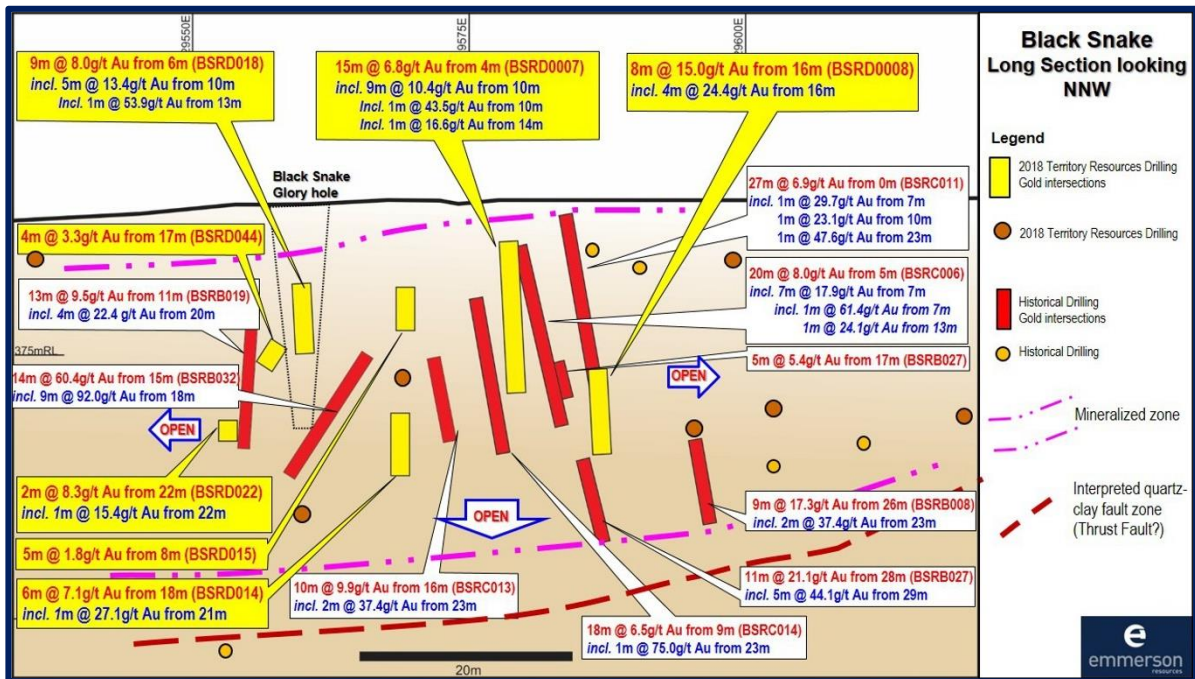 29550E
29575E
29600E
9m @ 8.0g/t Au from 6m (BSRD018)
incl. 5m @ 13.4g/t Au from 10m
Incl. 1m @ 53.9g/t Au from 13m
15m @ 6.8g/t Au from 4m (BSRD0007)
incl. 9m @ 10.4g/t Au from 10m
Incl. 1m @ 43.5g/t Au from 10m
Incl. 1m @ 16.6g/t Au from 14m
8m @ 15.0g/t Au from 16m (BSRD0008)
incl. 4m @ 24.4g/t Au from 16m
Black Snake
Glory hole
27m @ 6.9g/t Au from 0m (BSRC011)
incl. 1m @ 29.7g/t Au from 7m
1m @ 23.1g/t Au from 10m
1m @ 47.6g/t Au from 23m
4m @ 3.3g/t Au from 17m (BSRD044)
20m @ 8.0g/t Au from 5m (BSRC006)
incl. 7m @ 17.9g/t Au from 7m
incl. 1m @ 61.4g/t Au from 7m
1m @ 24.1g/t Au from 13m
13m @ 9.5g/t Au from 11m (BSRB019)
incl. 4m @ 22.4 g/t Au from 20m
375mRL
5m @ 5.4g/t Au from 17m (BSRB027)
14m @ 60.4g/t Au from 15m (BSRB032)
incl. 9m @ 92.0g/t Au from 18m
OPEN
OPEN
2m @ 8.3g/t Au from 22m (BSRD022)
incl. 1m @ 15.4g/t Au from 22m
OPEN
9m @ 17.3g/t Au from 26m (BSRB008)
incl. 2m @ 37.4g/t Au from 23m
5m @ 1.8g/t Au from 8m (BSRD015)
6m @ 7.1g/t Au from 18m (BSRD014)
incl. 1m @ 27.1g/t Au from 21m
10m @ 9.9g/t Au from 16m (BSRC013)
incl. 2m @ 37.4g/t Au from 23m
11m @ 21.1g/t Au from 28m (BSRB027)
incl. 5m @ 44.1g/t Au from 29m
18m @ 6.5g/t Au from 9m (BSRC014)
incl. 1m @ 75.0g/t Au from 23m
20m
Black Snake
Long Section looking
NNW
Legend
2018 Territory Resources Drilling
Gold intersections
2018 Territory Resources Drilling
Historical Drilling
Gold intersections
Historical Drilling
Mineralized zone
Interpreted quartz-
clay fault zone
(Thrust Fault?)
e
emmerson
resources